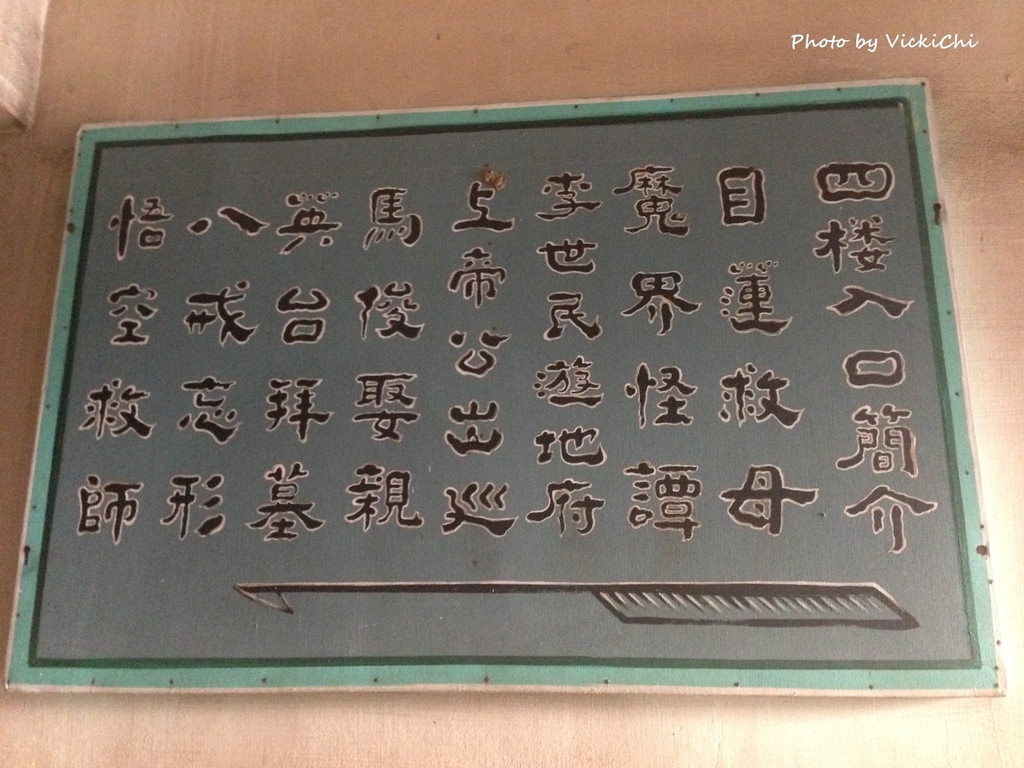 四楼入口簡介
目蓮救母
魔界怪譚
李世民遊地府
上帝公出巡
馬俊娶親
英台拜墓
八戒忘形
悟空救師
Photo by VickiChi